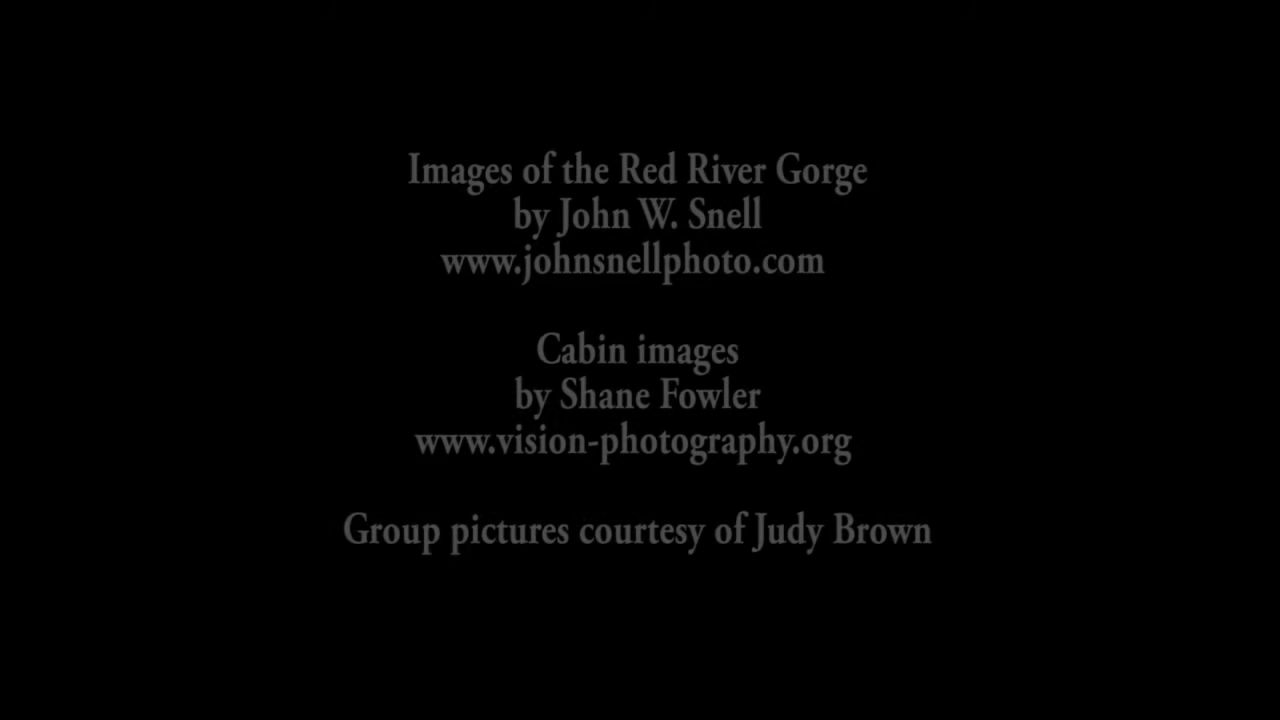 Images of the Red River Gorge
by John W. Snell
www.johnsnellphoto.com
Cabin images
by Shane Fowler
www.vision-photography.org
Group pictures courtesy of Judy Brown